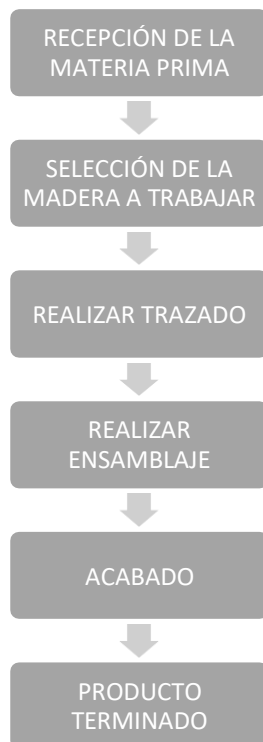 RECEPCIÓN DE LA
MATERIA PRIMA
SELECCIÓN DE LA
MADERA A TRABAJAR
REALIZAR TRAZADO
REALIZAR
ENSAMBLAJE
ACABADO
PRODUCTO
TERMINADO